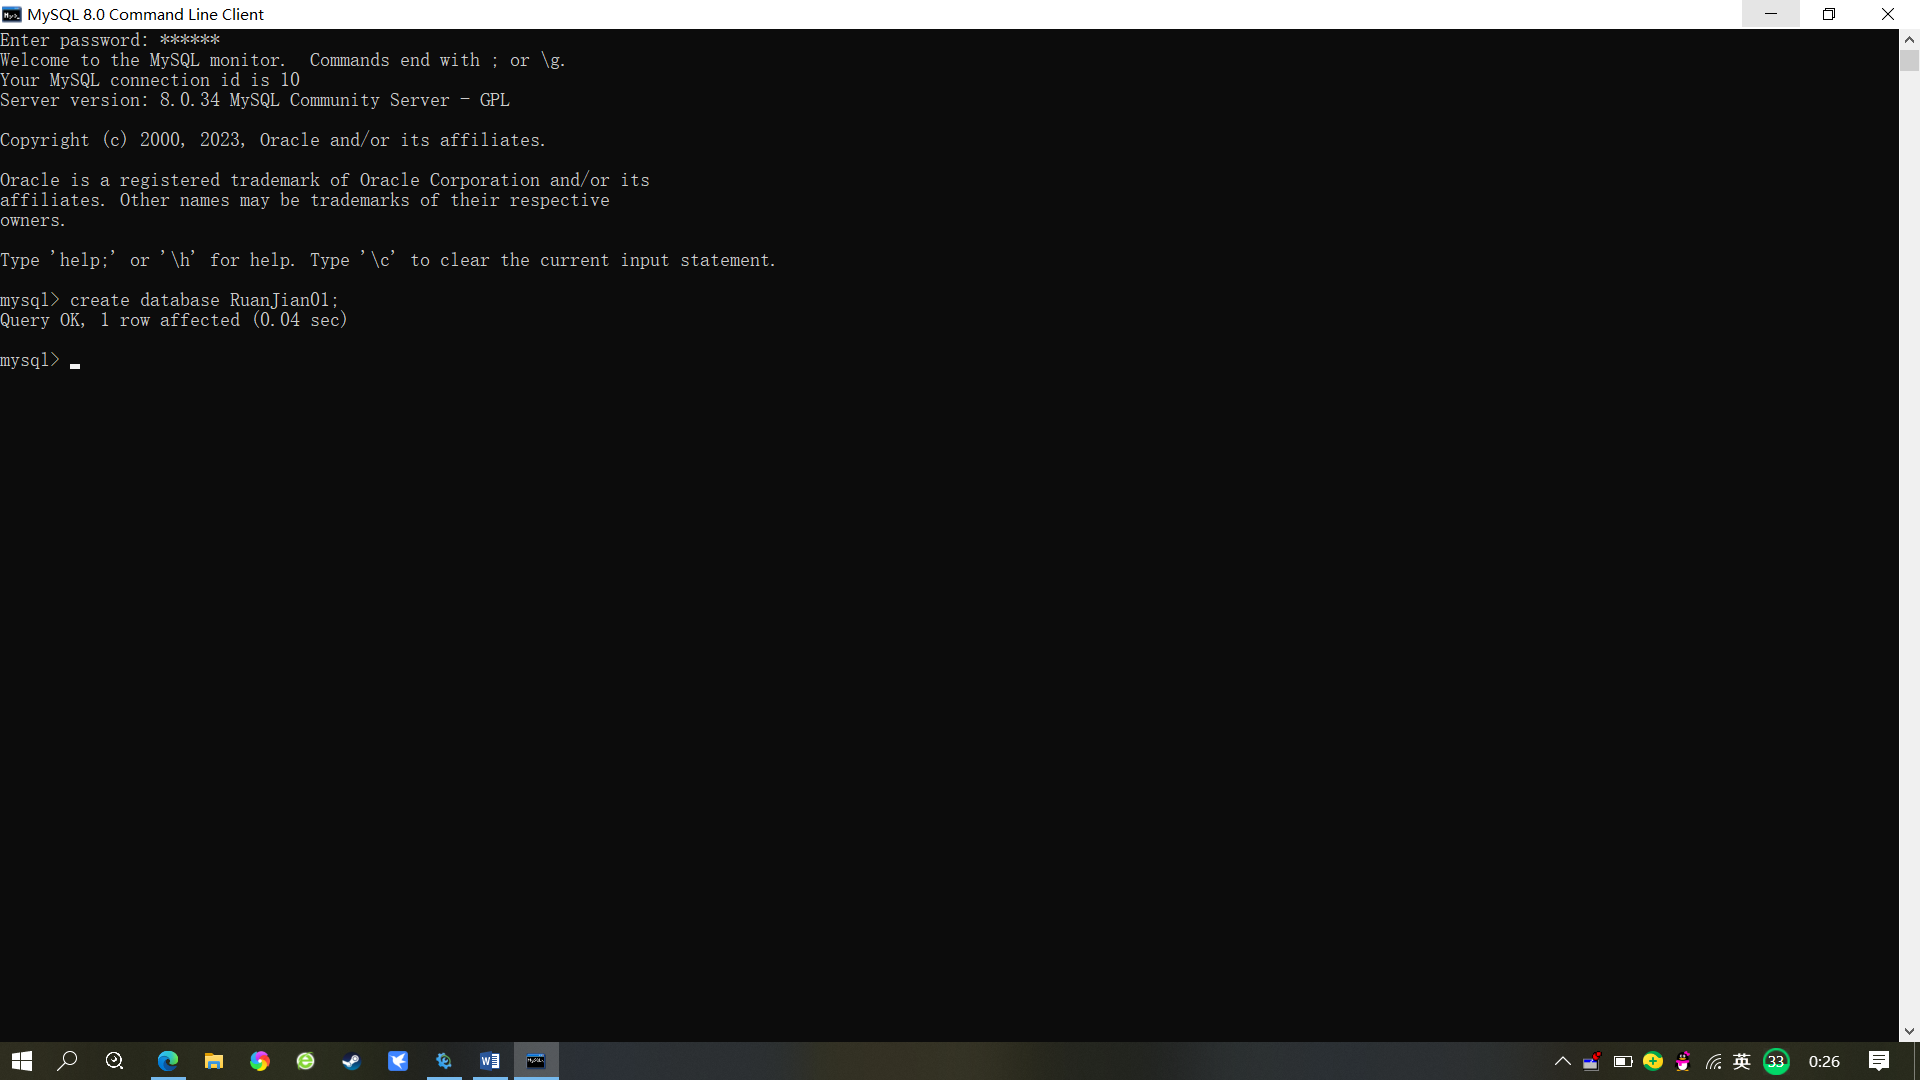 MySQL 8.0 Command Line Client
Enter password: ******
Welcome to the MySQL monitor.  Commands end with ; or \g.
Your MySQL connection id is 10
Server version: 8.0.34 MySQL Community Server - GPL
Copyright (c) 2000, 2023, Oracle and/or its affiliates.
Oracle is a registered trademark of Oracle Corporation and/or its
affiliates. Other names may be trademarks of their respective
owners.
Type 'help;' or '\h' for help. Type '\c' to clear the current input statement.
mysql> create database RuanJian01;
Query OK, 1 row affected (0.04 sec)
mysql>
英 33 0:26